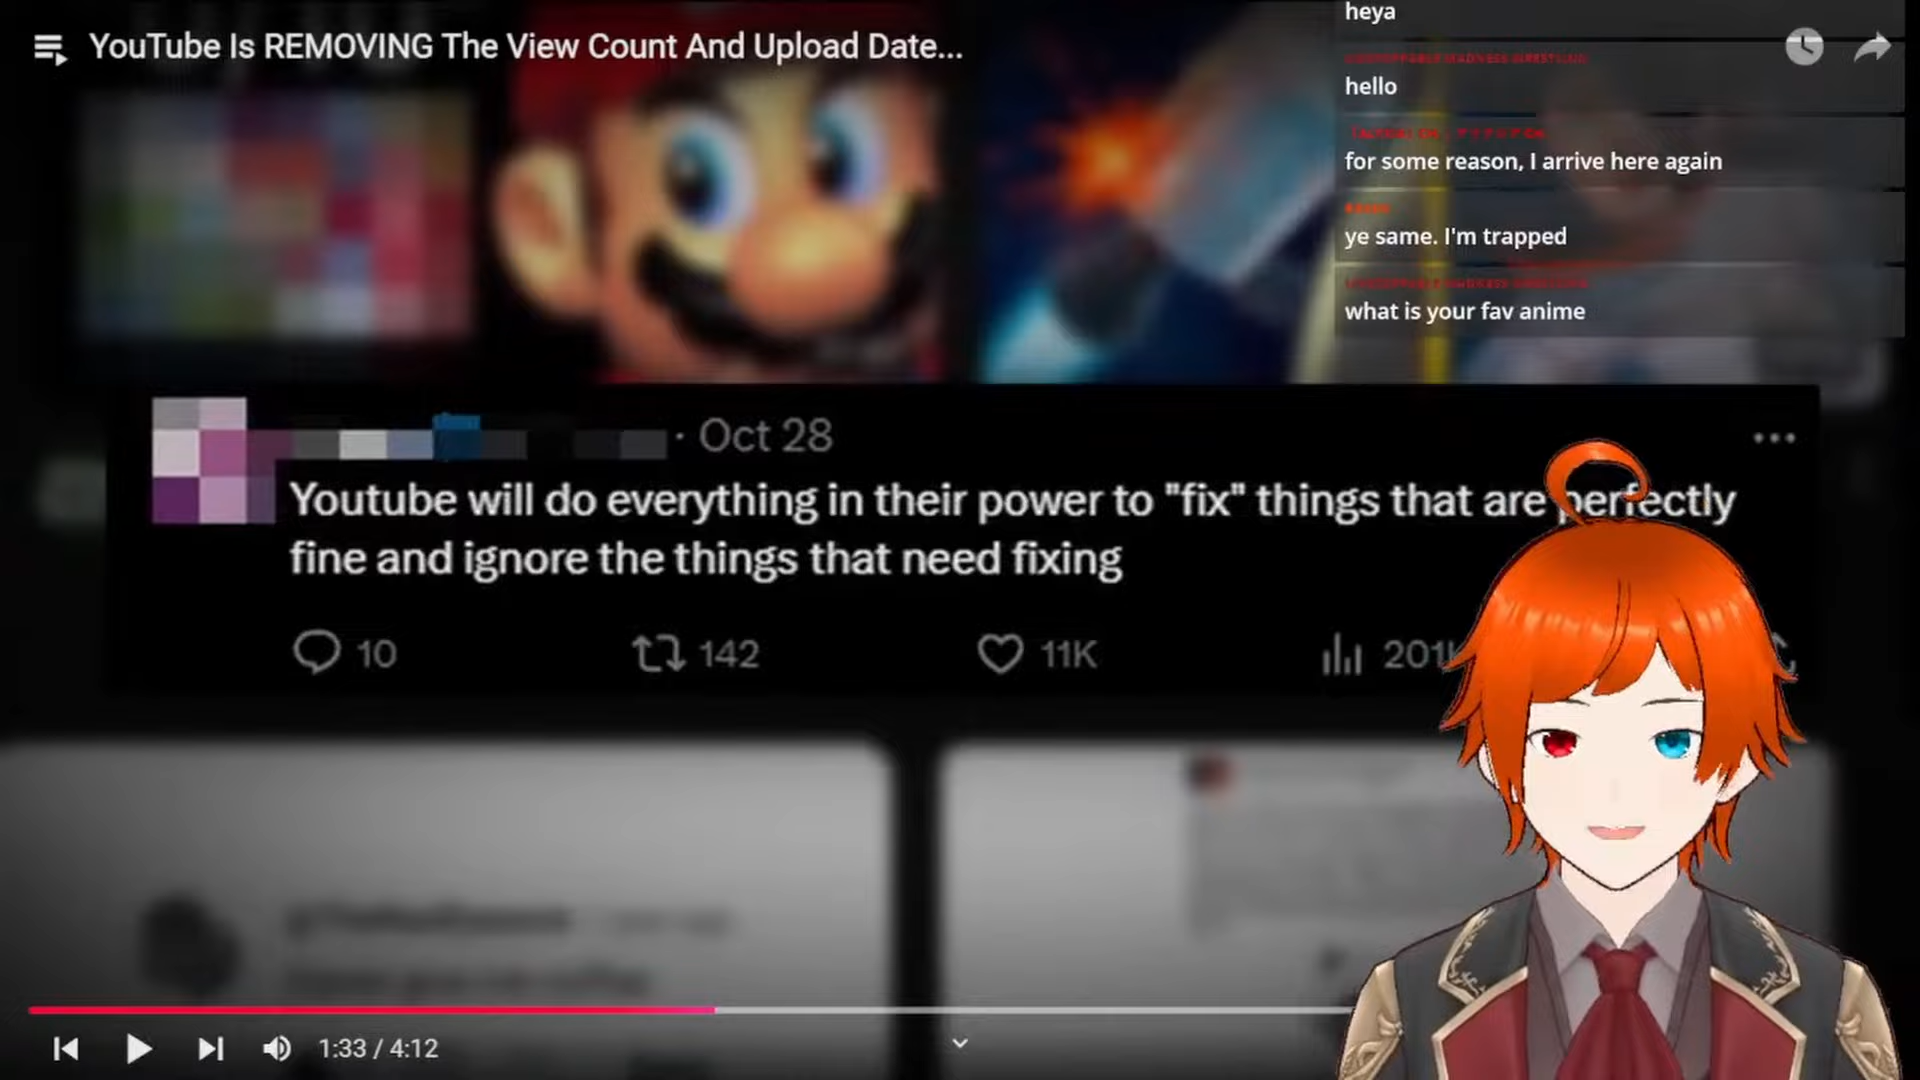 YouTube Is REMOVING The View Count And Upload Date...
heya
hello
for some reason, I arrive here again
ye same. I'm trapped
what is your fav anime
· Oct 28
Youtube will do everything in their power to "fix" things that are perfectly
fine and ignore the things that need fixing
10 142 11K 201
1:33 / 4:12